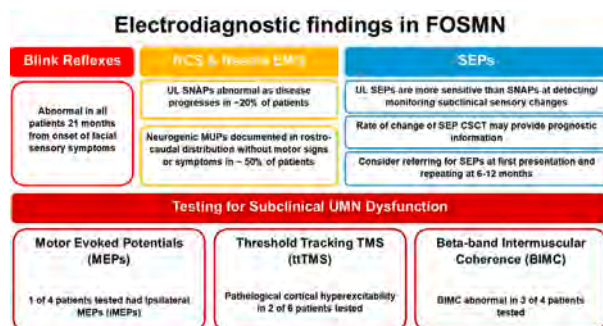 Electrodiagnostic findings in FOSMN
Blink Reflexes
NCS & Needle EMG
SEPs
Abnormal in all
patients 21 months
from onset of facial
sensory symptoms
UL SNAPs abnormal as disease
progresses in ~20% of patients
Neurogenic MUPs documented in rostro-
caudal distribution without motor signs
or symptoms in ~ 50% of patients
UL SEPs are more sensitive than SNAPs at detecting/
monitoring subclinical sensory changes
Rate of change of SEP CSCT may provide prognostic
information
Consider referring for SEPs at first presentation and
repeating at 6-12 months
Testing for Subclinical UMN Dysfunction
Motor Evoked Potentials
(MEPs)
1 of 4 patients tested had ipsilateral
MEPs (iMEPs)
Threshold Tracking TMS
(ttTMS)
Pathological cortical hyperexcitability
in 2 of 6 patients tested
Beta-band Intermuscular
Coherence (BIMC)
BIMC abnormal in 3 of 4 patients
tested